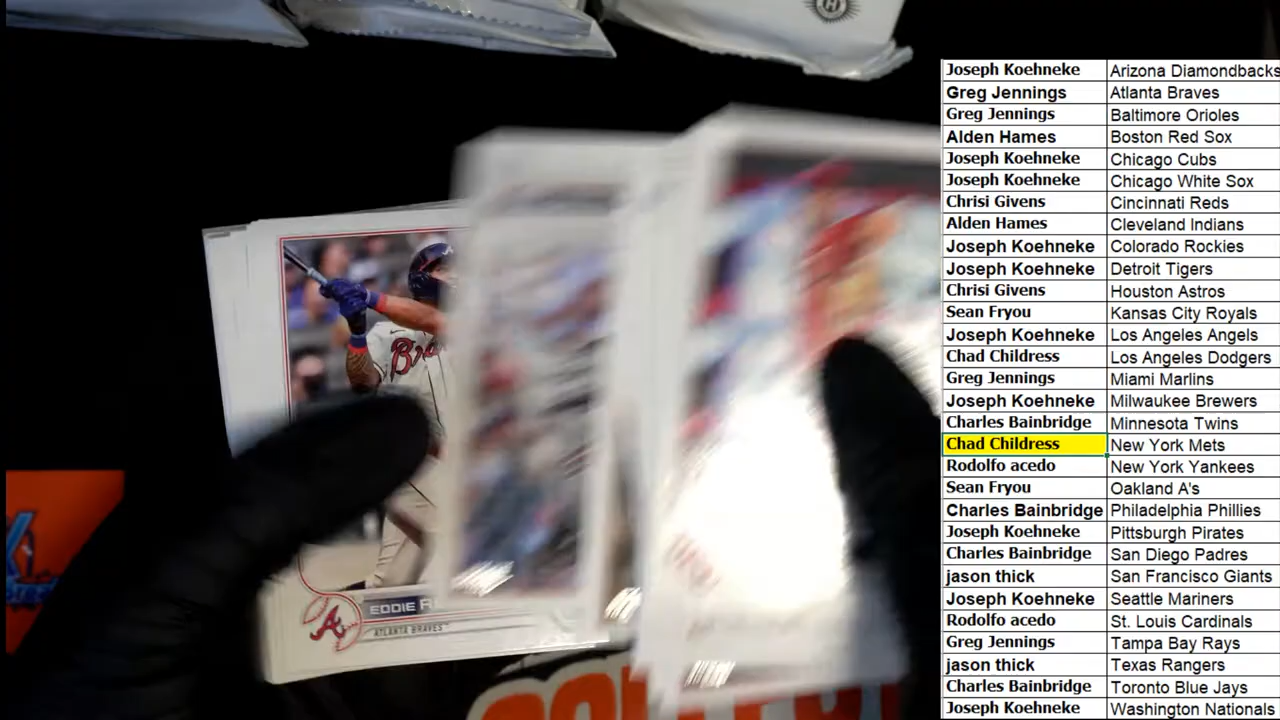 Joseph Koehneke Arizona Diamondbacks
Greg Jennings Atlanta Braves
Greg Jennings Baltimore Orioles
Alden Hames Boston Red Sox
Joseph Koehneke Chicago Cubs
Joseph Koehneke Chicago White Sox
Chrisi Givens Cincinnati Reds
Alden Hames Cleveland Indians
Joseph Koehneke Colorado Rockies
Joseph Koehneke Detroit Tigers
Chrisi Givens Houston Astros
Sean Fryou Kansas City Royals
Joseph Koehneke Los Angeles Angels
Chad Childress Los Angeles Dodgers
Greg Jennings Miami Marlins
Joseph Koehneke Milwaukee Brewers
Charles Bainbridge Minnesota Twins
Chad Childress New York Mets
Rodolfo acedo New York Yankees
Sean Fryou Oakland A's
Charles Bainbridge Philadelphia Phillies
Joseph Koehneke Pittsburgh Pirates
Charles Bainbridge San Diego Padres
jason thick San Francisco Giants
Joseph Koehneke Seattle Mariners
Rodolfo acedo St. Louis Cardinals
Greg Jennings Tampa Bay Rays
jason thick Texas Rangers
Charles Bainbridge Toronto Blue Jays
Joseph Koehneke Washington Nationals
EDDIE
ATLANTA BRAVES